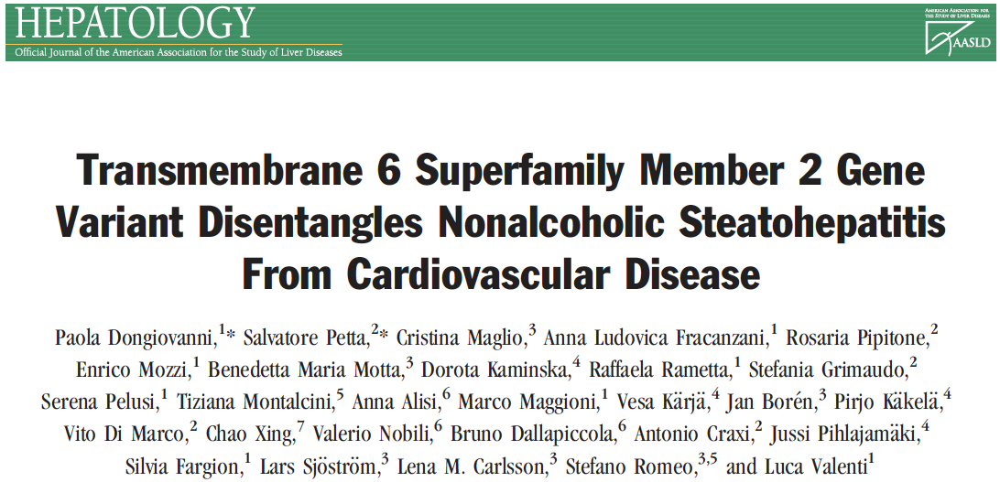 HEPATOLOGY
Official Journal of the American Association for the Study of Liver Diseases
AMERICAN ASSOCIATION FOR
THE STUDY OF LIVER DISEASES
AASLD
Transmembrane 6 Superfamily Member 2 Gene
Variant Disentangles Nonalcoholic Steatohepatitis
From Cardiovascular Disease
Paola Dongiovanni,1* Salvatore Petta,2* Cristina Maglio,3 Anna Ludovica Fracanzani,1 Rosaria Pipitone,2
Enrico Mozzi,1 Benedetta Maria Motta,3 Dorota Kaminska,4 Raffaela Rametta,1 Stefania Grimaudo,2
Serena Pelusi,1 Tiziana Montalcini,5 Anna Alisi,6 Marco Maggioni,1 Vesa Kärjä,4 Jan Borén,3 Pirjo Käkelä,4
Vito Di Marco,2 Chao Xing,7 Valerio Nobili,6 Bruno Dallapiccola,6 Antonio Craxi,2 Jussi Pihlajamäki,4
Silvia Fargion,1 Lars Sjöström,3 Lena M. Carlsson,3 Stefano Romeo,3,5 and Luca Valenti1